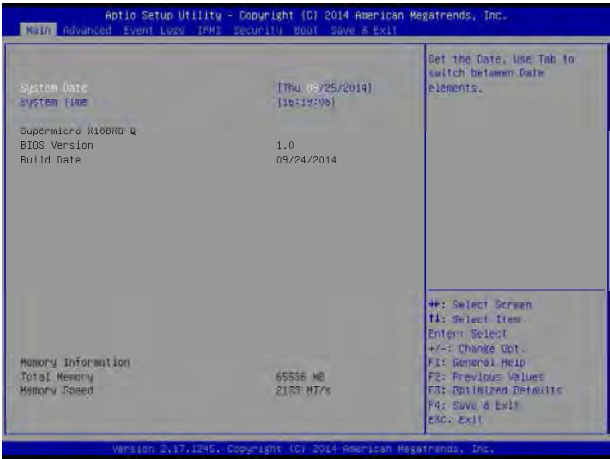 Aptio Setup Utility - Copyright (C) 2014 American Megatrends, Inc.
Main Advanced Event Logs IPMI Security Boot Save & Exit
Set the Date. Use Tab to
switch between Date
elements.
System Date [Thu 09/25/2014]
System Time
Supermicro X10DRG-Q
BIOS Version 1.0
Build Date 09/24/2014
Memory Information
Total Memory 65536 MB
Memory Speed 2133 MT/s
: Select Screen
↑↓: Select Item
Enter: Select
+/-: Change Opt.
F1: General Help
F2: Previous Values
F3: Optimized Defaults
F4: Save & Exit
ESC: Exit
Version 2.17.1245. Copyright (C) 2014 American Megatrends, Inc.